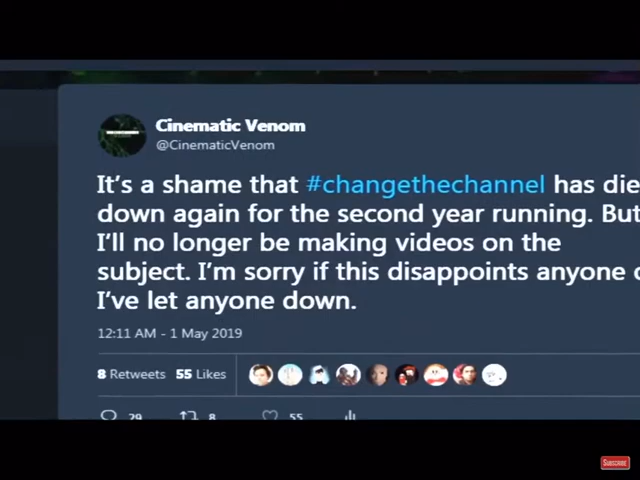 Cinematic Venom
@CinematicVenom
It's a shame that #changethechannel has die
down again for the second year running. But
I'll no longer be making videos on the
subject. I'm sorry if this disappoints anyone o
I've let anyone down.
12:11 AM - 1 May 2019
8 Retweets 55 Likes
29 8 55
SUBSCRIBE